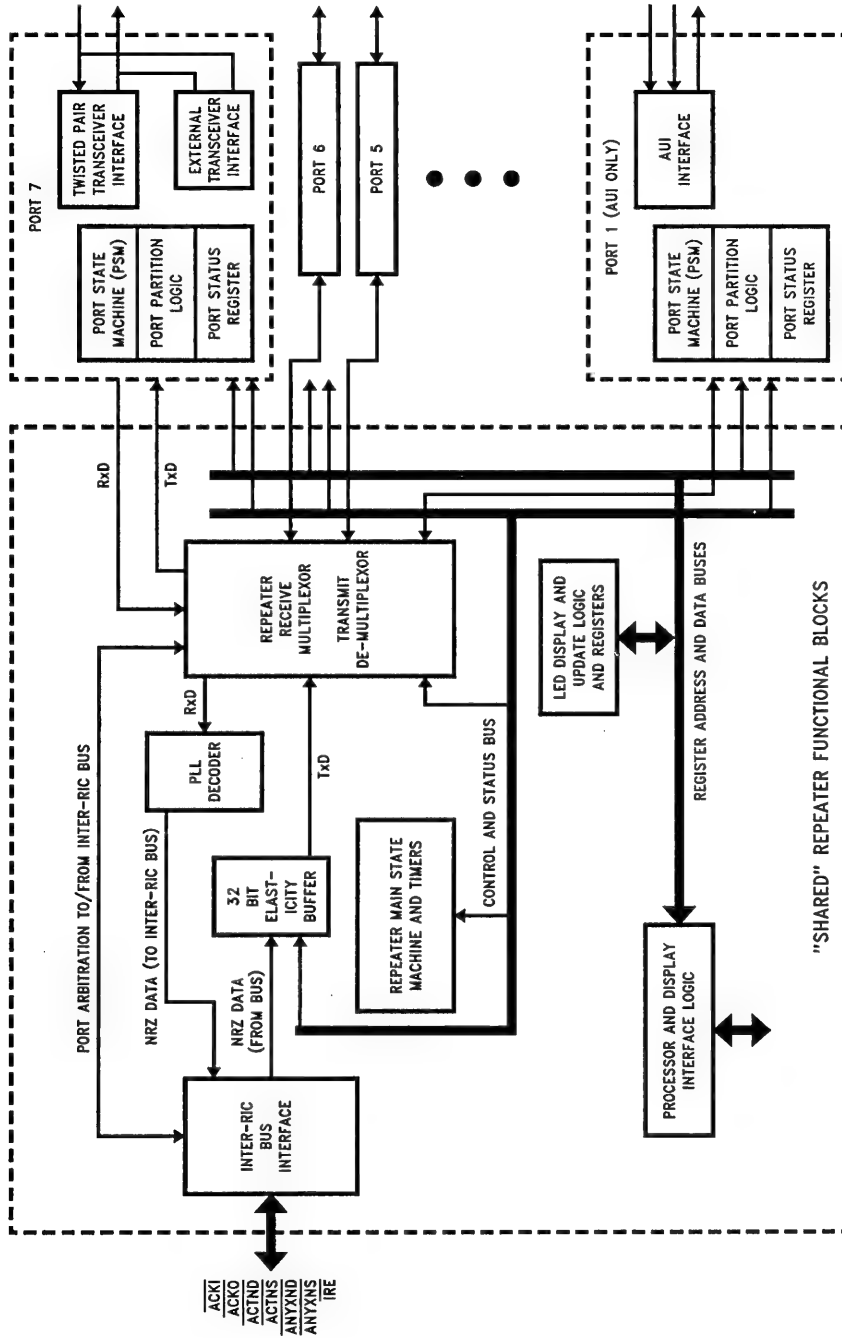 PORT 7
TWISTED PAIR
TRANSCEIVER
INTERFACE
EXTERNAL
TRANSCEIVER
INTERFACE
PORT STATE
MACHINE (PSM)
PORT PARTITION
LOGIC
PORT STATUS
REGISTER
PORT 6
PORT 5
PORT 1 (AUI ONLY)
AUI
INTERFACE
PORT STATE
MACHINE (PSM)
PORT PARTITION
LOGIC
PORT STATUS
REGISTER
RxD
TxD
PORT ARBITRATION TO/FROM INTER-RIC BUS
REPEATER
RECEIVE
MULTIPLEXOR
TRANSMIT
DE-MULTIPLEXOR
RxD
PLL
DECODER
NRZ DATA (TO INTER-RIC BUS)
TxD
32
BIT
ELAST-
ICITY
BUFFER
NRZ DATA
(FROM BUS)
INTER-RIC
BUS
INTERFACE
REPEATER MAIN STATE
MACHINE AND TIMERS
CONTROL AND STATUS BUS
LED DISPLAY AND
UPDATE LOGIC
AND REGISTERS
REGISTER ADDRESS AND DATA BUSES
PROCESSOR AND DISPLAY
INTERFACE LOGIC
"SHARED" REPEATER FUNCTIONAL BLOCKS
ACKI
ACKO
ACTND
ACTNS
ANYXND
ANYXNS
IRE